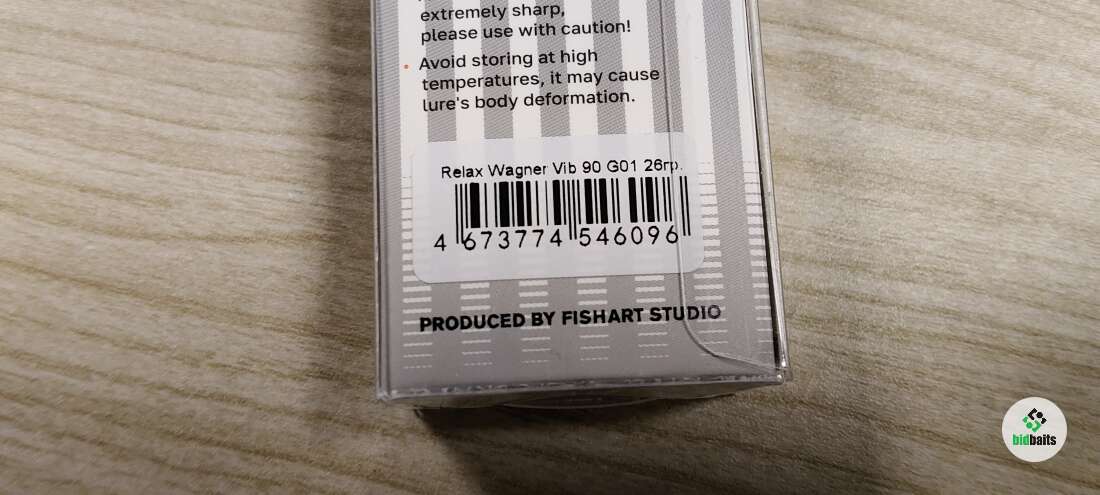 extremely sharp,
please use with caution!
• Avoid storing at high
temperatures, it may cause
lure's body deformation.
Relax Wagner Vib 90 G01 26гр.
4 673774 546096
PRODUCED BY FISHART STUDIO
bidbaits